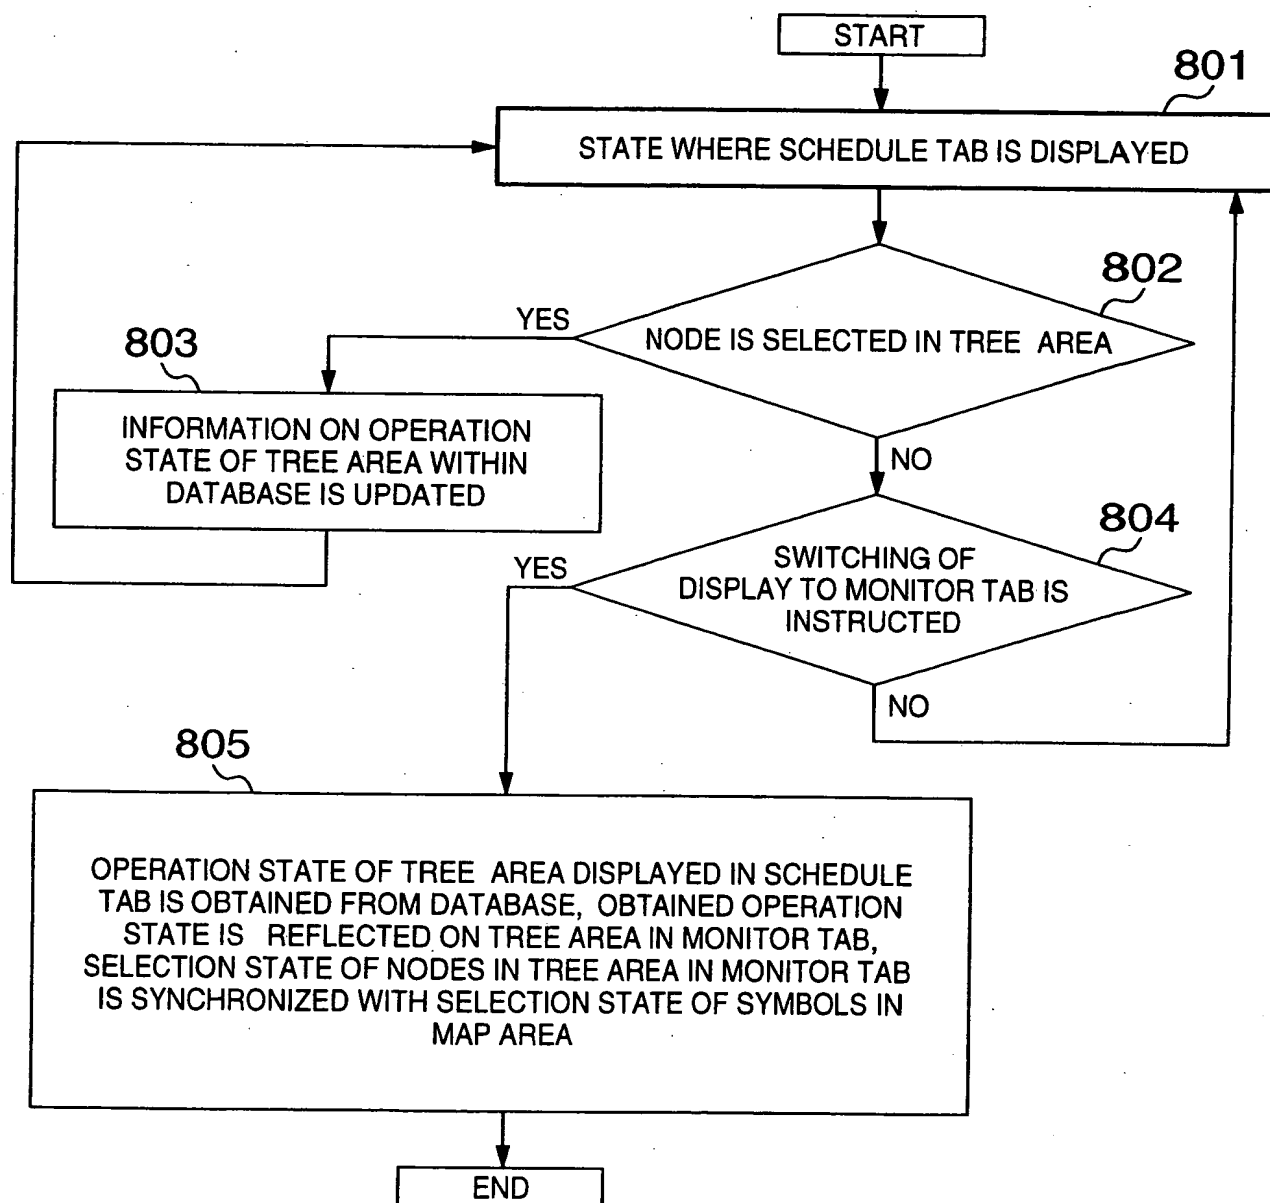 START
801
STATE WHERE SCHEDULE TAB IS DISPLAYED
802
YES
NODE IS SELECTED IN TREE AREA
803
INFORMATION ON OPERATION
STATE OF TREE AREA WITHIN
DATABASE IS UPDATED
NO
804
YES
SWITCHING OF
DISPLAY TO MONITOR TAB IS
INSTRUCTED
NO
805
OPERATION STATE OF TREE AREA DISPLAYED IN SCHEDULE
TAB IS OBTAINED FROM DATABASE, OBTAINED OPERATION
STATE IS REFLECTED ON TREE AREA IN MONITOR TAB,
SELECTION STATE OF NODES IN TREE AREA IN MONITOR TAB
IS SYNCHRONIZED WITH SELECTION STATE OF SYMBOLS IN
MAP AREA
END